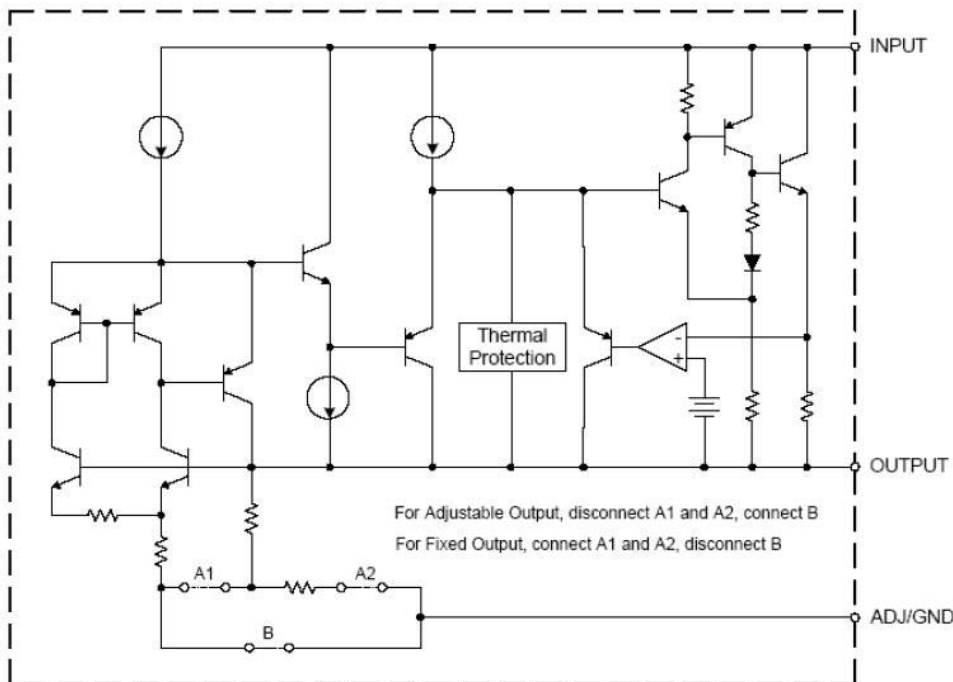 INPUT
Thermal
Protection
-
+
OUTPUT
For Adjustable Output, disconnect A1 and A2, connect B
For Fixed Output, connect A1 and A2, disconnect B
A1
A2
ADJ/GND
B